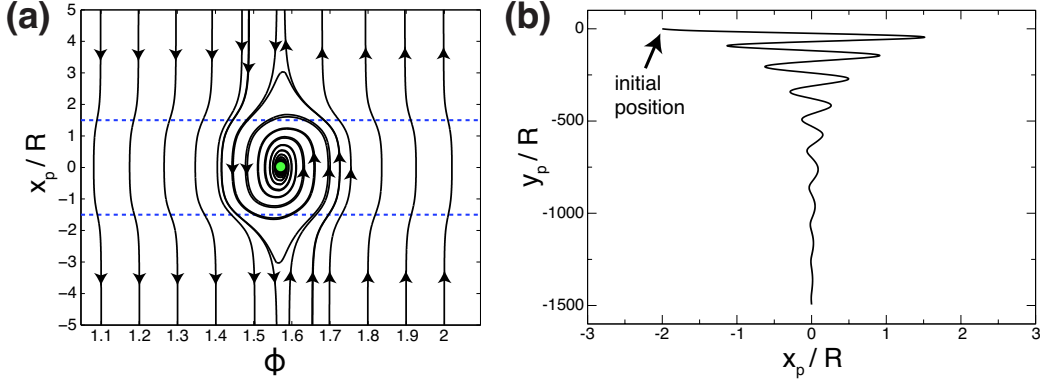 (a)
5
4
3
2
1
0
-1
-2
-3
-4
-5
x_p / R
1.1 1.2 1.3 1.4 1.5 1.6 1.7 1.8 1.9 2
ϕ
(b)
0
-500
-1000
-1500
y_p / R
initial
position
-3 -2 -1 0 1 2 3
x_p / R